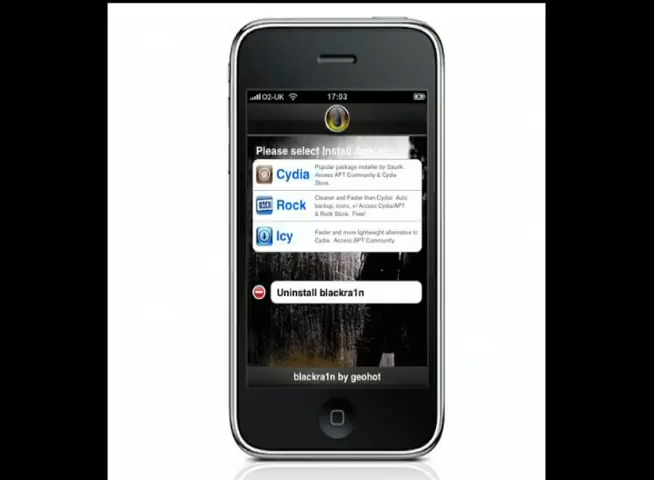 O2-UK 17:03
Please select Install
Cydia
Popular package installer by Saurik.
Access APT Community & Cydia
Store.
ROCK
Rock
Cleaner and Faster then Cydia! Auto
backup, icons, +! Access Cydia/APT
& Rock Store. Free!
Icy
Faster and more lightweight alternative to
Cydia. Access APT Community
Uninstall blackra1n
blackra1n by geohot